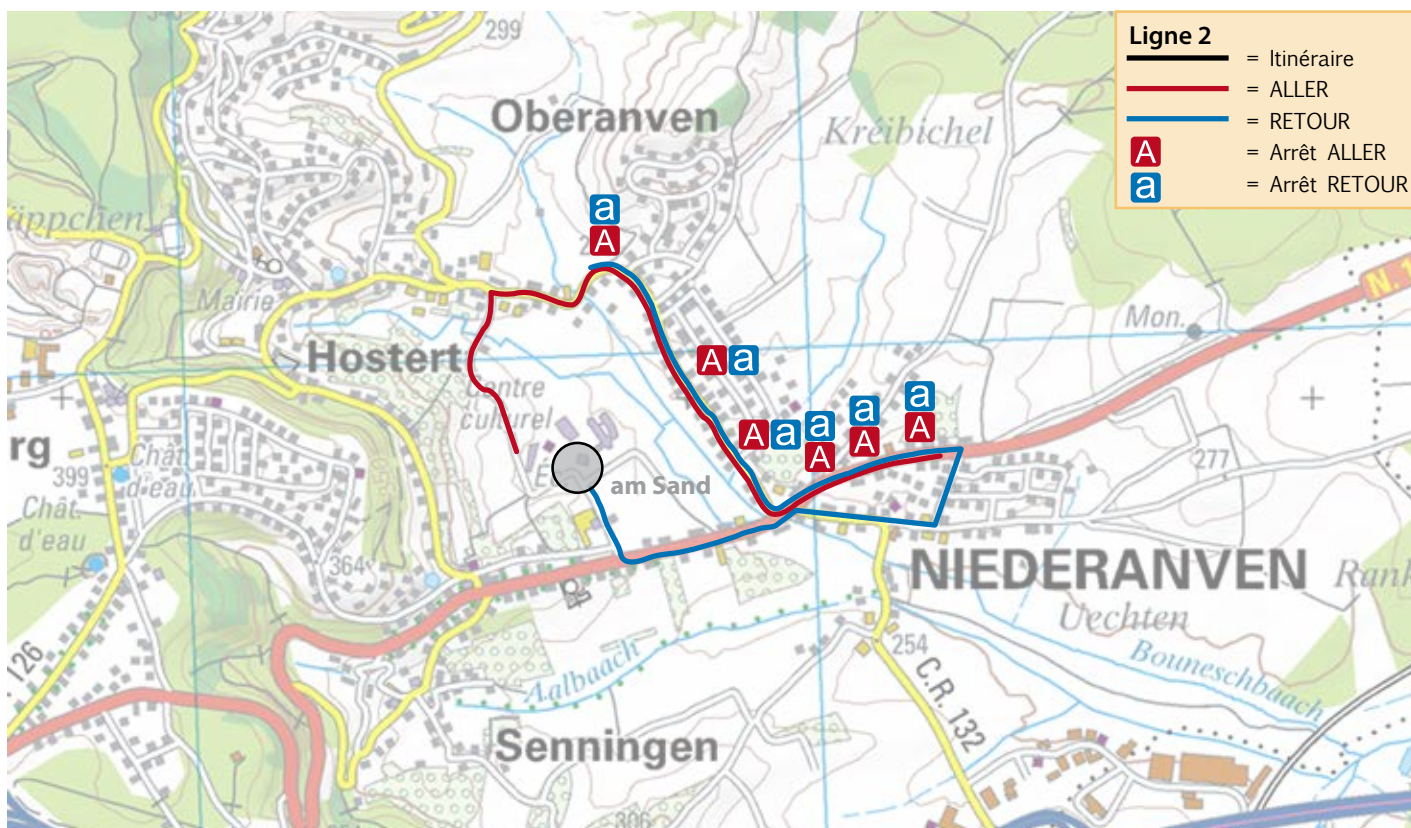 Ligne 2
= Itinéraire
= ALLER
= RETOUR
A = Arrêt ALLER
a = Arrêt RETOUR
299
Oberanven
Kréibichel
a
A
N. 1
Mairie
Mon.
Hostert
A a
Centre
culturel
rg
399
Chât.
d'eau
Chât.
d'eau
am Sand
A a
a
A
a
A
a
A
277
364
NIEDERANVEN
Uechten
254
Bouneschbaach
C.R. 132
126
Aalbaach
Senningen
306